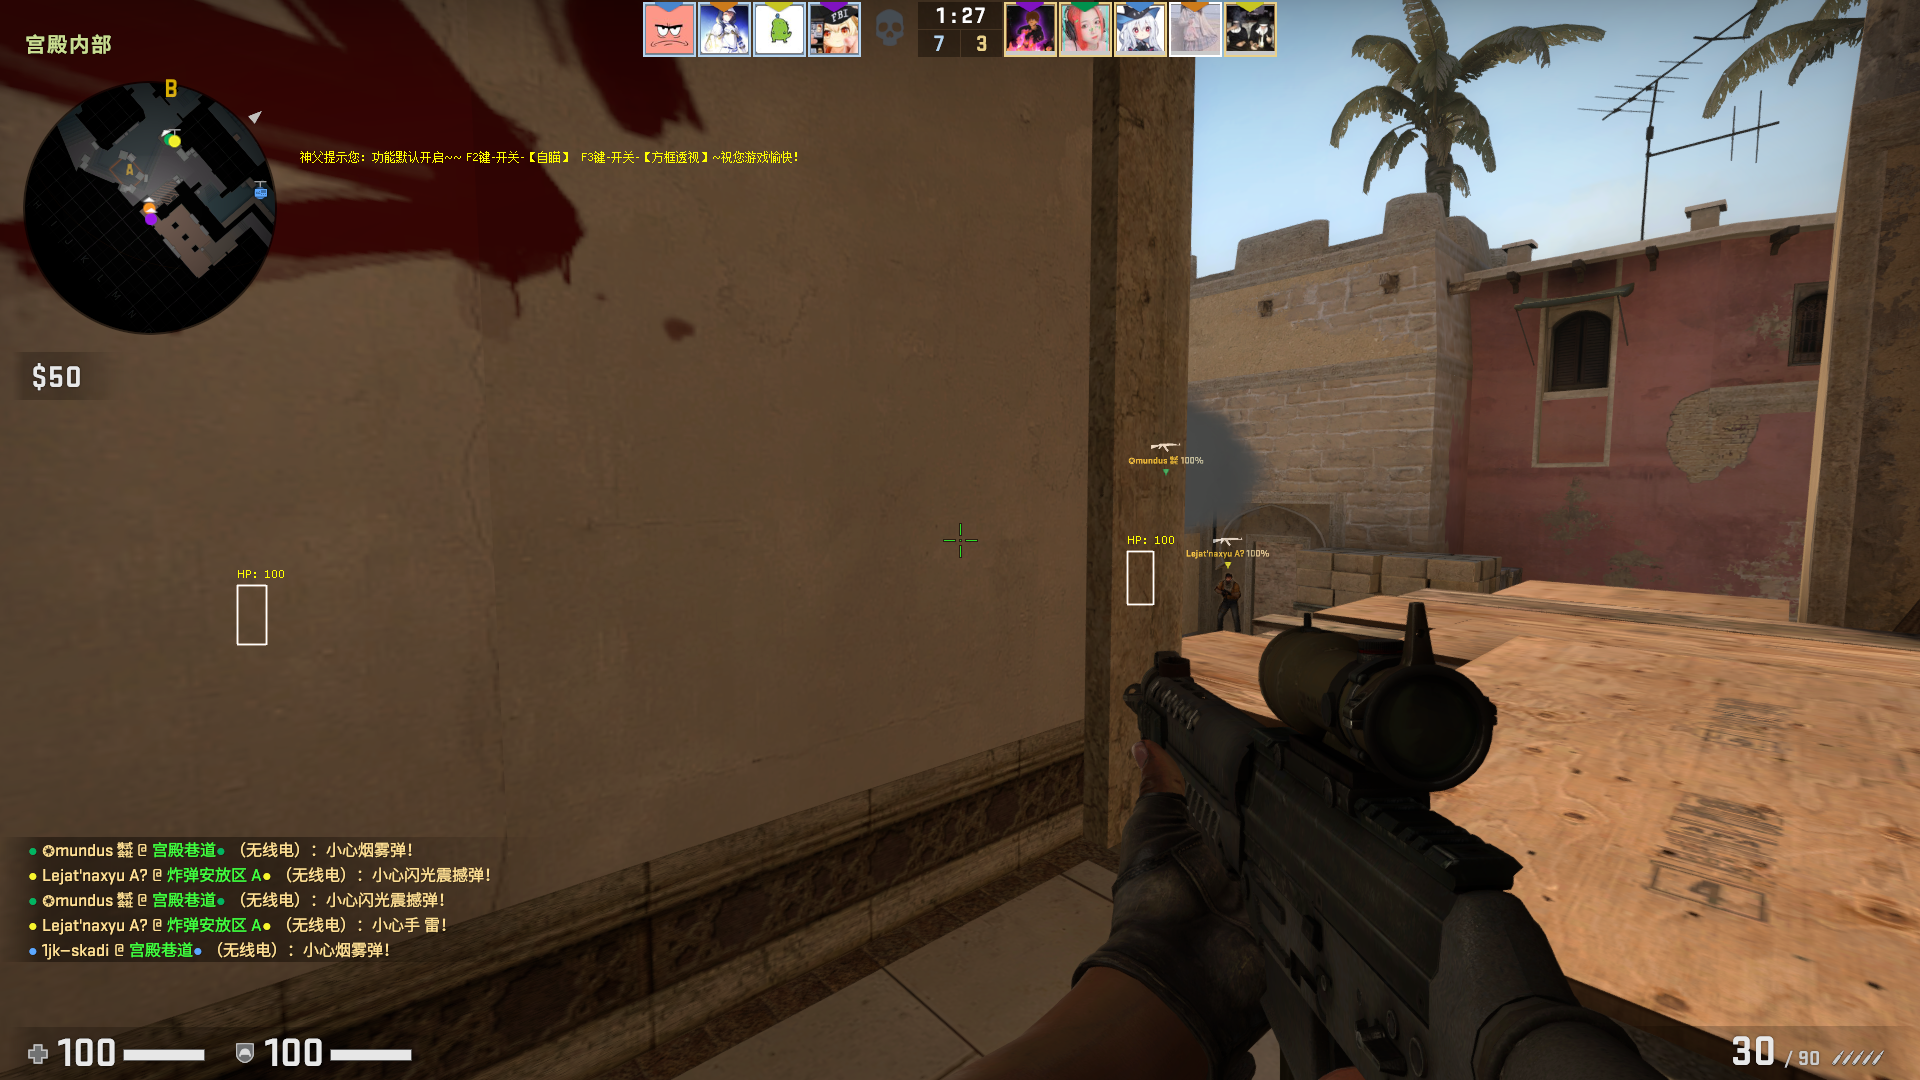 1:27
7 3
FBI
宫殿内部
B
A
神父提示您: 功能默认开启~~ F2键-开关-【自瞄】 F3键-开关-【方框透视】~祝您游戏愉快!
$50
✪mundus 䶮 100%
HP: 100
Lejat'naxyu A? 100%
HP: 100
✪mundus @ 宫殿巷道● （无线电）：小心烟雾弹!
Lejat'naxyu A? @ 炸弹安放区 A● （无线电）：小心闪光震撼弹!
✪mundus @ 宫殿巷道● （无线电）：小心闪光震撼弹!
Lejat'naxyu A? @ 炸弹安放区 A● （无线电）：小心手 雷!
1jk-skadi @ 宫殿巷道● （无线电）：小心烟雾弹!
100 100
30 / 90